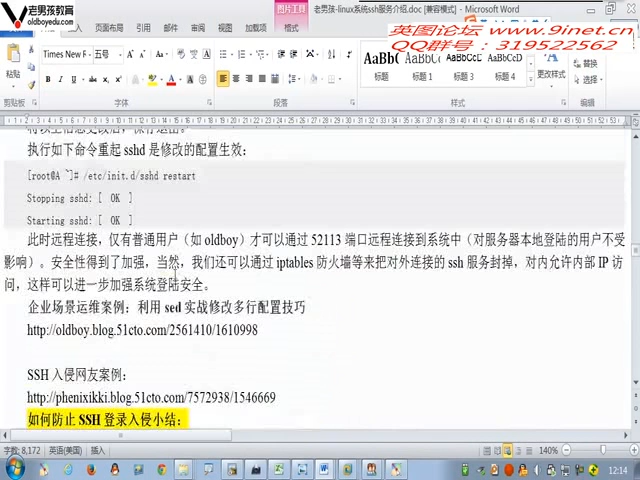 老男孩教育
oldboyedu.com
老男孩-linux系统ssh服务介绍.doc [兼容模式] - Microsoft Word
图片工具
英图论坛 www.9inet.cn
QQ群号：319522562
开始
页面布局
引用
邮件
审阅
视图
加载项
格式
Times New F
五号
粘贴
AaBb
AaBbC
AaBbCcD
AaBbCcD
标题
标题 1
更改样式
替换
选择
剪贴板
字体
段落
样式
编辑
执行如下命令重起 sshd 是修改的配置生效：
[root@A ~]# /etc/init.d/sshd restart
Stopping sshd: [ OK ]
Starting sshd: [ OK ]
此时远程连接，仅有普通用户（如 oldboy）才可以通过 52113 端口远程连接到系统中（对服务器本地登陆的用户不受
影响）。安全性得到了加强，当然，我们还可以通过 iptables 防火墙等来把对外连接的 ssh 服务封掉，对内允许内部 IP 访
问，这样可以进一步加强系统登陆安全。
企业场景运维案例：利用 sed 实战修改多行配置技巧
http://oldboy.blog.51cto.com/2561410/1610998
SSH 入侵网友案例：
http://phenixikki.blog.51cto.com/7572938/1546669
如何防止 SSH 登录入侵小结：
字数: 8,172
英语(美国)
插入
140%
12:14